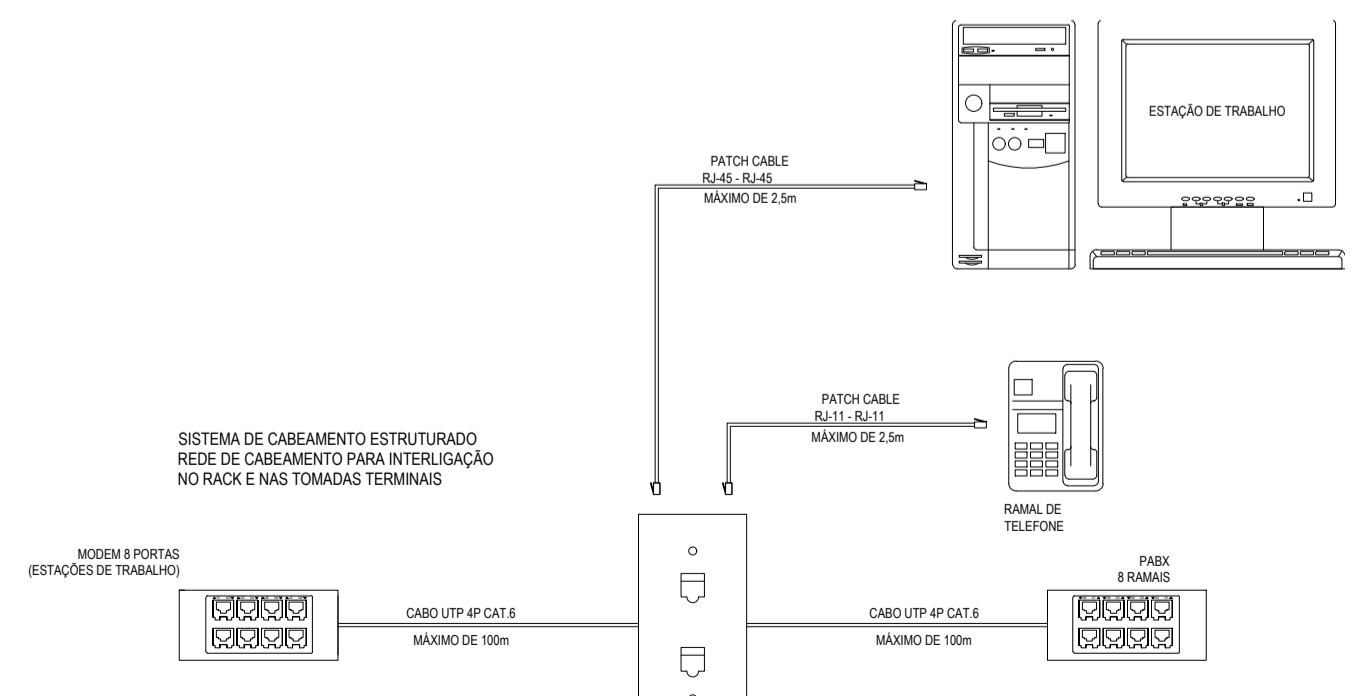 ESTAÇÃO DE TRABALHO
PATCH CABLE
RJ-45 - RJ-45
MÁXIMO DE 2,5m
PATCH CABLE
RJ-11 - RJ-11
MÁXIMO DE 2,5m
SISTEMA DE CABEAMENTO ESTRUTURADO
REDE DE CABEAMENTO PARA INTERLIGAÇÃO
NO RACK E NAS TOMADAS TERMINAIS
RAMAL DE
TELEFONE
MODEM 8 PORTAS
(ESTAÇÕES DE TRABALHO)
PABX
8 RAMAIS
CABO UTP 4P CAT.6
MÁXIMO DE 100m
CABO UTP 4P CAT.6
MÁXIMO DE 100m